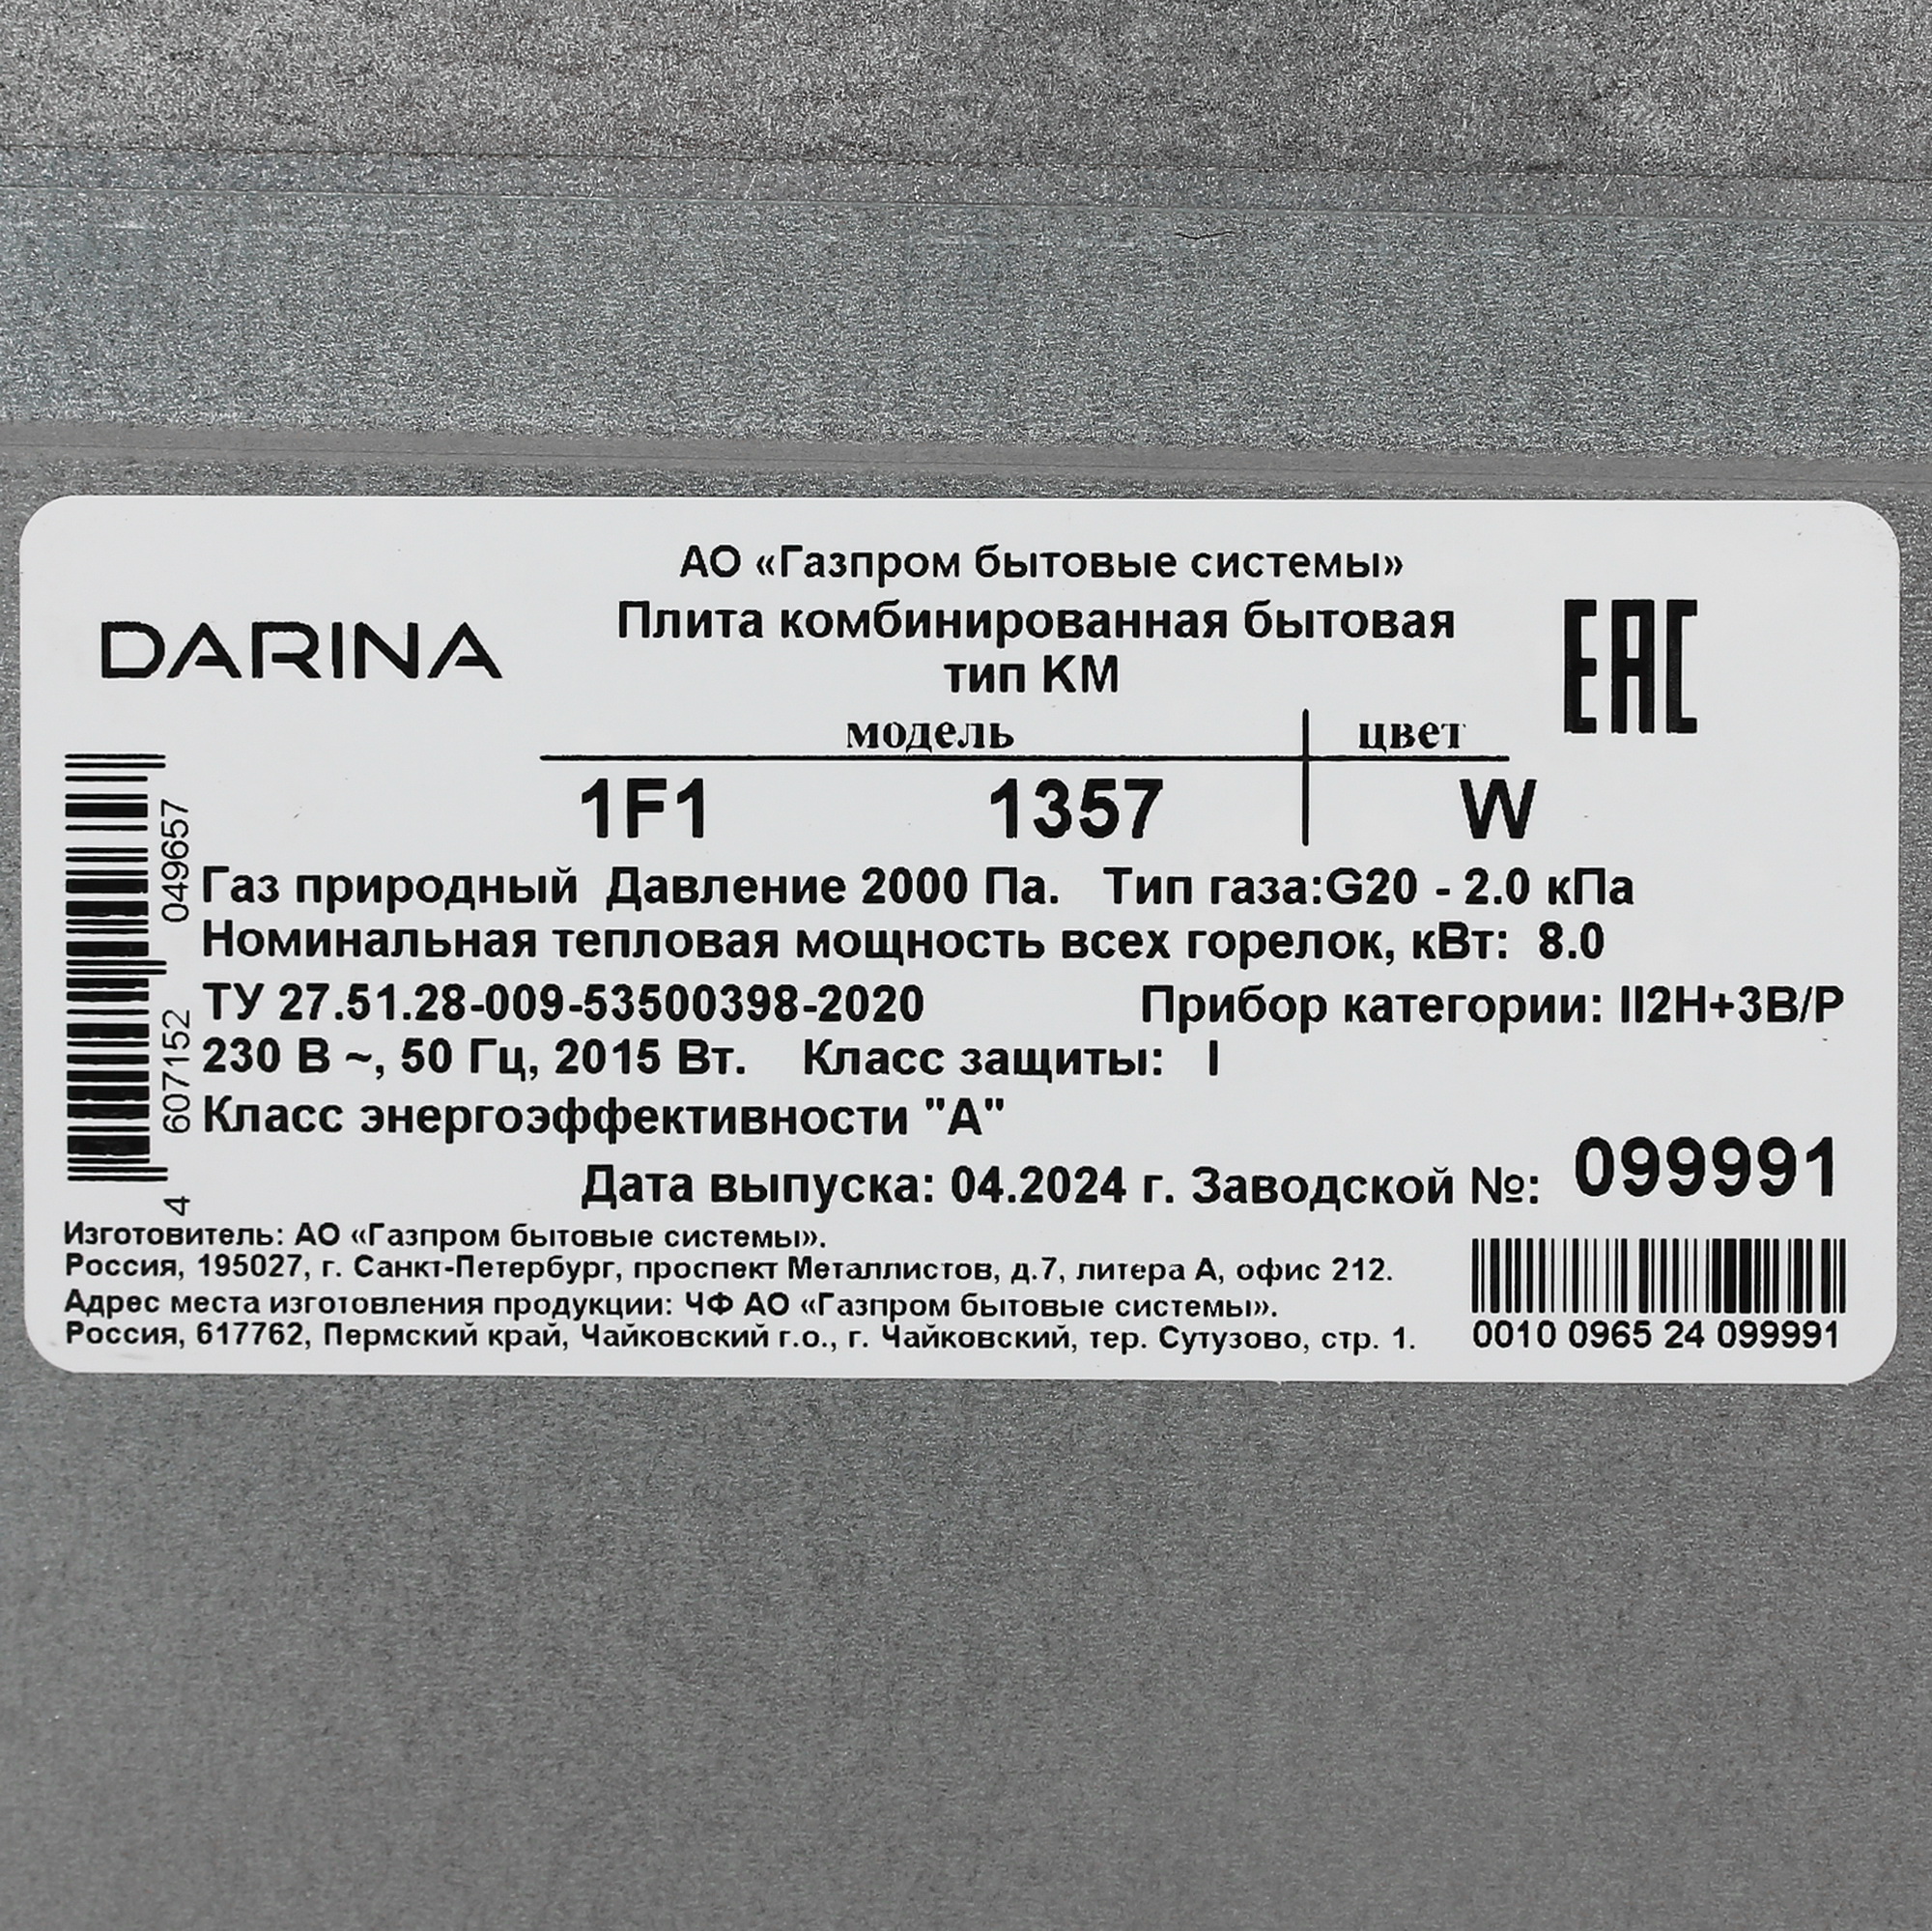 АО «Газпром бытовые системы»
DARINA
Плита комбинированная бытовая
тип КМ
EAC
модель цвет
1F1 1357 W
Газ природный Давление 2000 Па. Тип газа:G20 - 2.0 кПа
Номинальная тепловая мощность всех горелок, кВт: 8.0
ТУ 27.51.28-009-53500398-2020 Прибор категории: II2H+3B/P
230 В ~, 50 Гц, 2015 Вт. Класс защиты: I
Класс энергоэффективности "А"
Дата выпуска: 04.2024 г. Заводской №: 099991
4 607152 049657
Изготовитель: АО «Газпром бытовые системы».
Россия, 195027, г. Санкт-Петербург, проспект Металлистов, д.7, литера А, офис 212.
Адрес места изготовления продукции: ЧФ АО «Газпром бытовые системы».
Россия, 617762, Пермский край, Чайковский г.о., г. Чайковский, тер. Сутузово, стр. 1.
0010 0965 24 099991